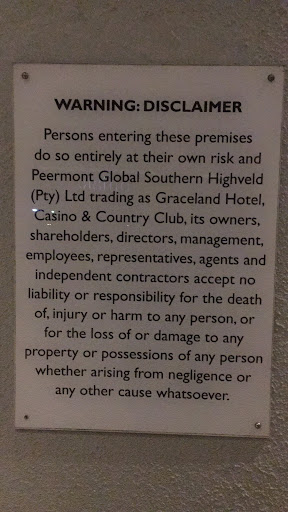 WARNING: DISCLAIMER
Persons entering these premises
do so entirely at their own risk and
Peermont Global Southern Highveld
(Pty) Ltd trading as Graceland Hotel,
Casino & Country Club, its owners,
shareholders, directors, management,
employees, representatives, agents and
independent contractors accept no
liability or responsibility for the death
of, injury or harm to any person, or
for the loss of or damage to any
property or possessions of any person
whether arising from negligence or
any other cause whatsoever.